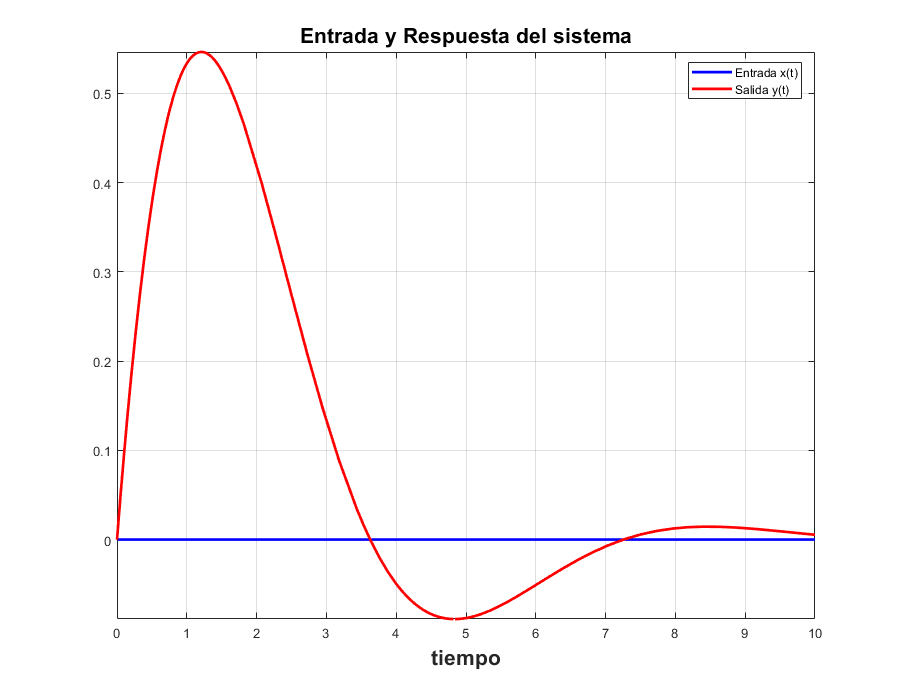 Entrada y Respuesta del sistema
Entrada x(t)
Salida y(t)
0.5
0.4
0.3
0.2
0.1
0
0 1 2 3 4 5 6 7 8 9 10
tiempo